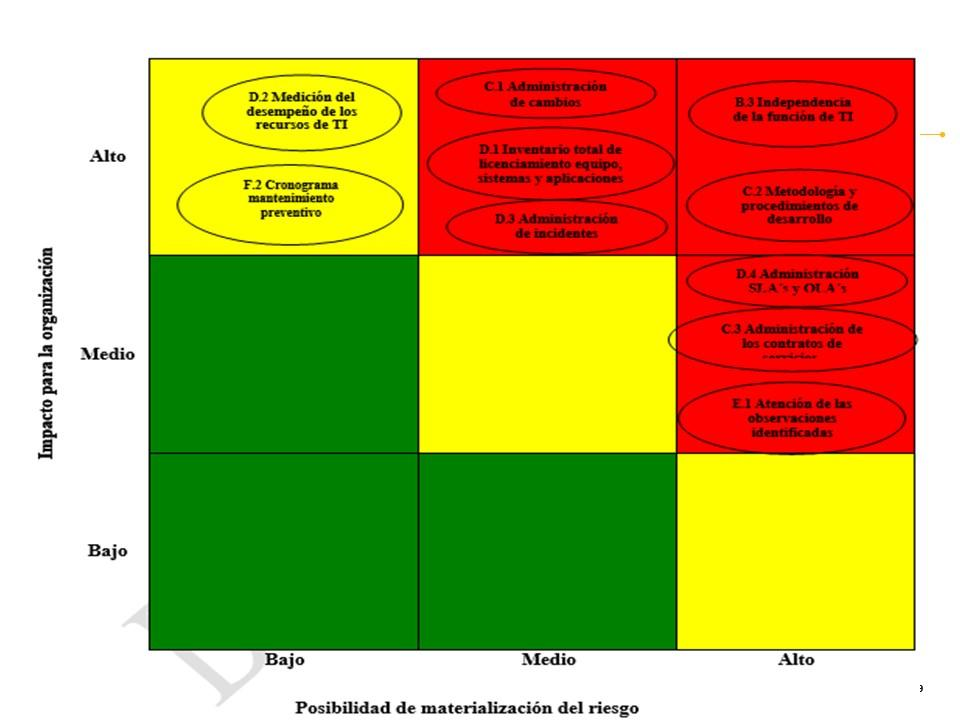 D.2 Medición del
desempeño de los
recursos de TI
C.1 Administración
de cambios
B.3 Independencia
de la función de TI
Alto
D.1 Inventario total de
licenciamiento equipo,
sistemas y aplicaciones
F.2 Cronograma
mantenimiento
preventivo
D.3 Administración
de incidentes
C.2 Metodología y
procedimientos de
desarrollo
Impacto para la organización
D.4 Administración
SLA's y OLA's
Medio
C.3 Administración de
los contratos de
E.1 Atención de las
observaciones
identificadas
Bajo
Bajo
Medio
Alto
Posibilidad de materialización del riesgo